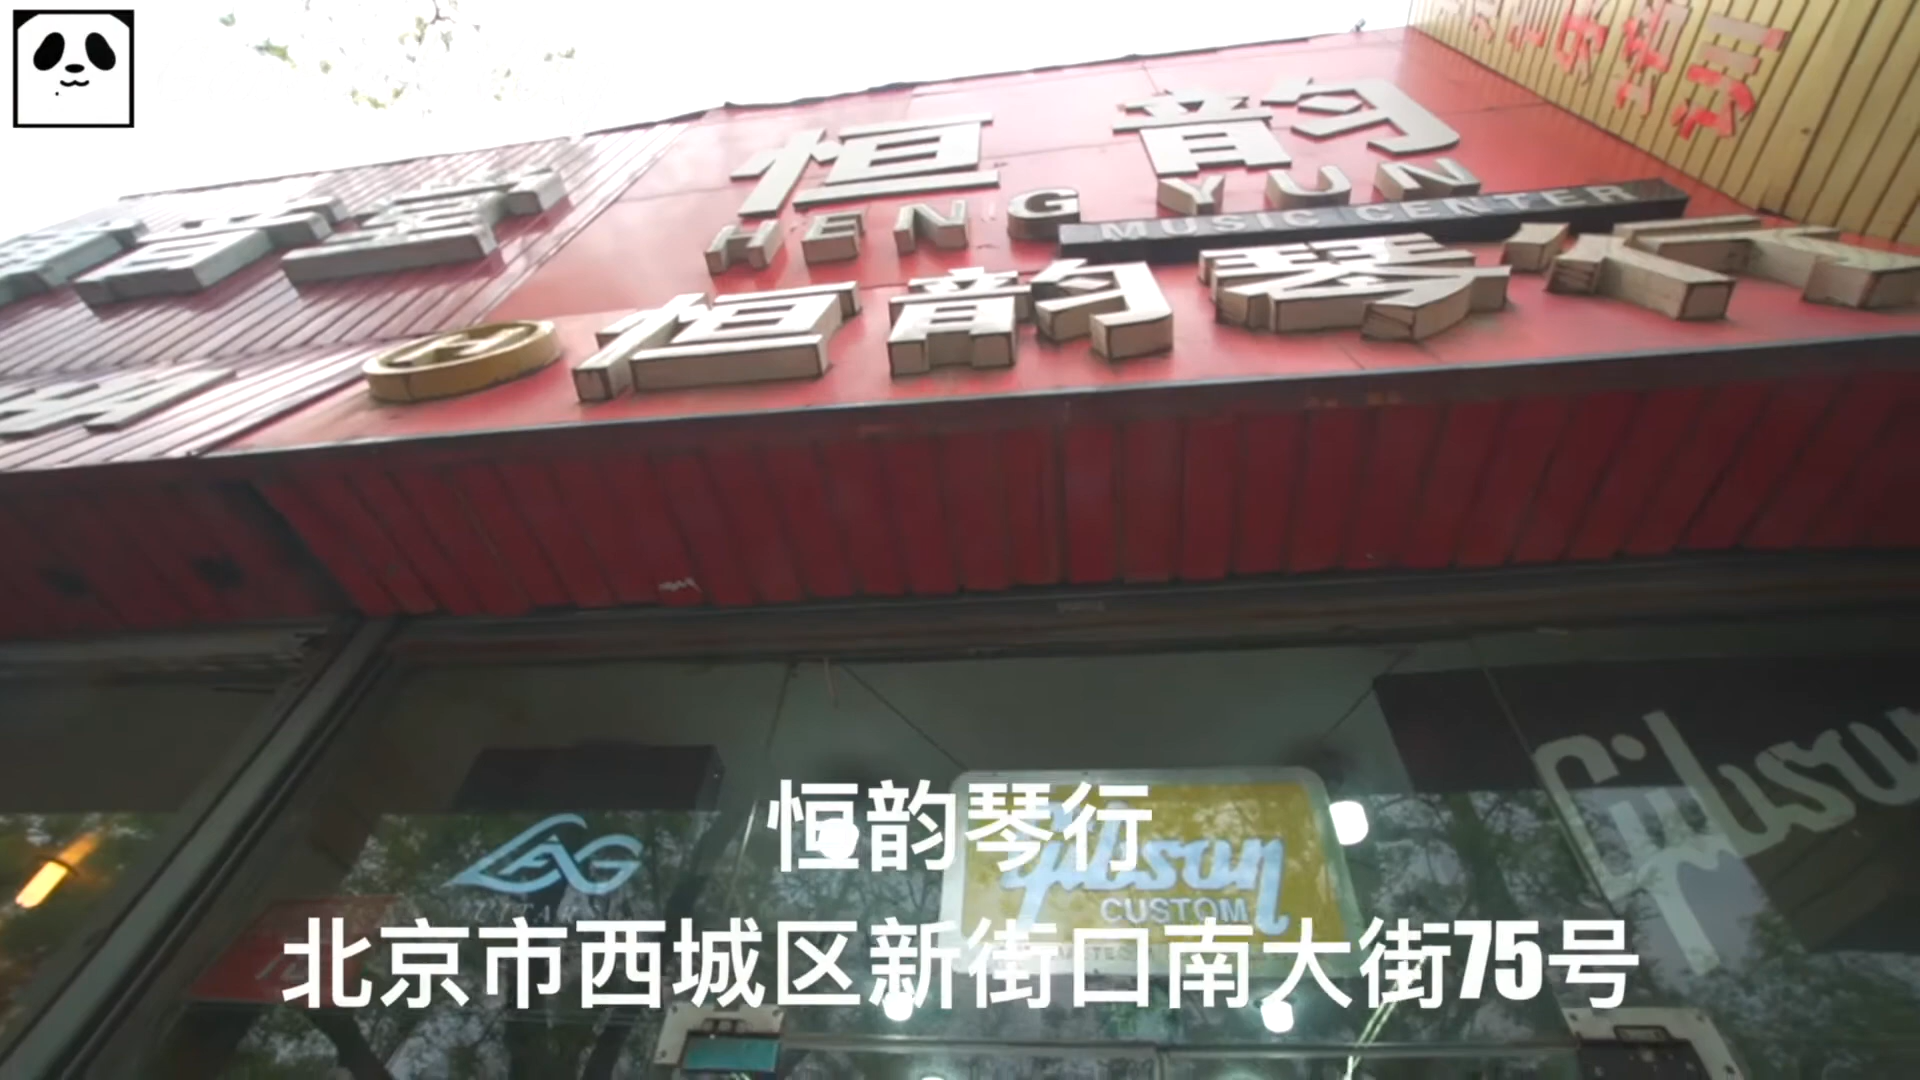 恒韵
HENG YUN
MUSIC CENTER
恒韵琴行
Gibson
恒韵琴行
Gibson
CUSTOM
北京市西城区新街口南大街75号